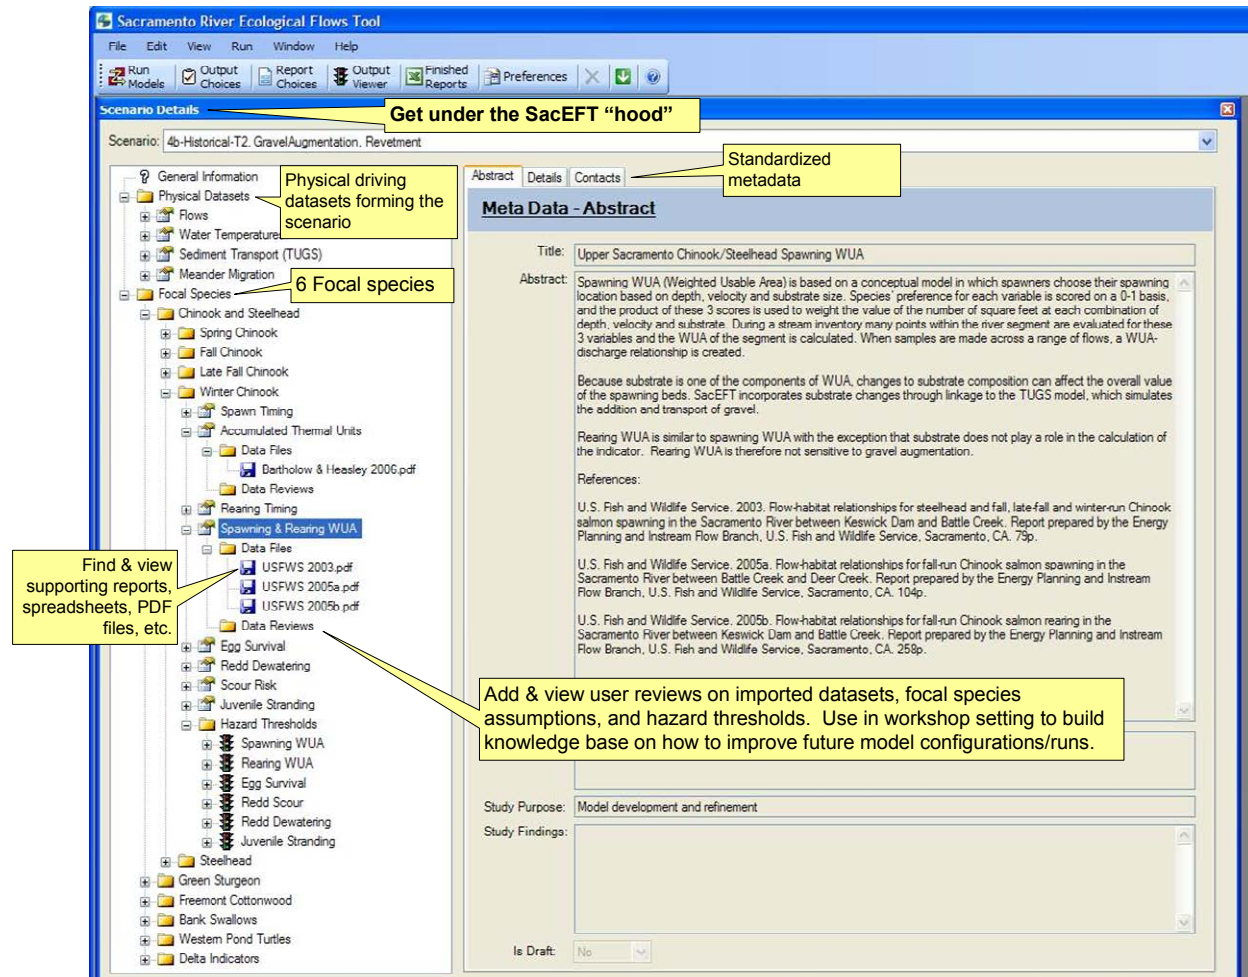 Sacramento River Ecological Flows Tool
File Edit View Run Window Help
Run Models
Output Choices
Report Choices
Output Viewer
Finished Reports
Preferences
Scenario Details
Get under the SacEFT “hood”
Scenario: 4b-Historical-T2. GravelAugmentation. Revetment
General Information
Physical Datasets
Flows
Water Temperatures
Sediment Transport (TUGS)
Meander Migration
Focal Species
Chinook and Steelhead
Spring Chinook
Fall Chinook
Late Fall Chinook
Winter Chinook
Spawn Timing
Accumulated Thermal Units
Data Files
Bartholow & Heasley 2006.pdf
Data Reviews
Rearing Timing
Spawning & Rearing WUA
Data Files
USFWS 2003.pdf
USFWS 2005a.pdf
USFWS 2005b.pdf
Data Reviews
Egg Survival
Redd Dewatering
Scour Risk
Juvenile Stranding
Hazard Thresholds
Spawning WUA
Rearing WUA
Egg Survival
Redd Scour
Redd Dewatering
Juvenile Stranding
Steelhead
Green Sturgeon
Freemont Cottonwood
Bank Swallows
Western Pond Turtles
Delta Indicators
Physical driving
datasets forming the
scenario
6 Focal species
Find & view
supporting reports,
spreadsheets, PDF
files, etc.
Abstract Details Contacts
Standardized
metadata
Meta Data - Abstract
Title: Upper Sacramento Chinook/Steelhead Spawning WUA
Abstract: Spawning WUA (Weighted Usable Area) is based on a conceptual model in which spawners choose their spawning
location based on depth, velocity and substrate size. Species' preference for each variable is scored on a 0-1 basis,
and the product of these 3 scores is used to weight the value of the number of square feet at each combination of
depth, velocity and substrate. During a stream inventory many points within the river segment are evaluated for these
3 variables and the WUA of the segment is calculated. When samples are made across a range of flows, a WUA-
discharge relationship is created.
Because substrate is one of the components of WUA, changes to substrate composition can affect the overall value
of the spawning beds. SacEFT incorporates substrate changes through linkage to the TUGS model, which simulates
the addition and transport of gravel.
Rearing WUA is similar to spawning WUA with the exception that substrate does not play a role in the calculation of
the indicator. Rearing WUA is therefore not sensitive to gravel augmentation.
References:
U.S. Fish and Wildlife Service. 2003. Flow-habitat relationships for steelhead and fall, late-fall and winter-run Chinook
salmon spawning in the Sacramento River between Keswick Dam and Battle Creek. Report prepared by the Energy
Planning and Instream Flow Branch, U.S. Fish and Wildlife Service, Sacramento, CA. 79p.
U.S. Fish and Wildlife Service. 2005a. Flow-habitat relationships for fall-run Chinook salmon spawning in the
Sacramento River between Battle Creek and Deer Creek. Report prepared by the Energy Planning and Instream
Flow Branch, U.S. Fish and Wildlife Service, Sacramento, CA. 104p.
U.S. Fish and Wildlife Service. 2005b. Flow-habitat relationships for fall-run Chinook salmon rearing in the
Sacramento River between Keswick Dam and Battle Creek. Report prepared by the Energy Planning and Instream
Flow Branch, U.S. Fish and Wildlife Service, Sacramento, CA. 258p.
Add & view user reviews on imported datasets, focal species
assumptions, and hazard thresholds. Use in workshop setting to build
knowledge base on how to improve future model configurations/runs.
Study Purpose: Model development and refinement
Study Findings:
Is Draft: No